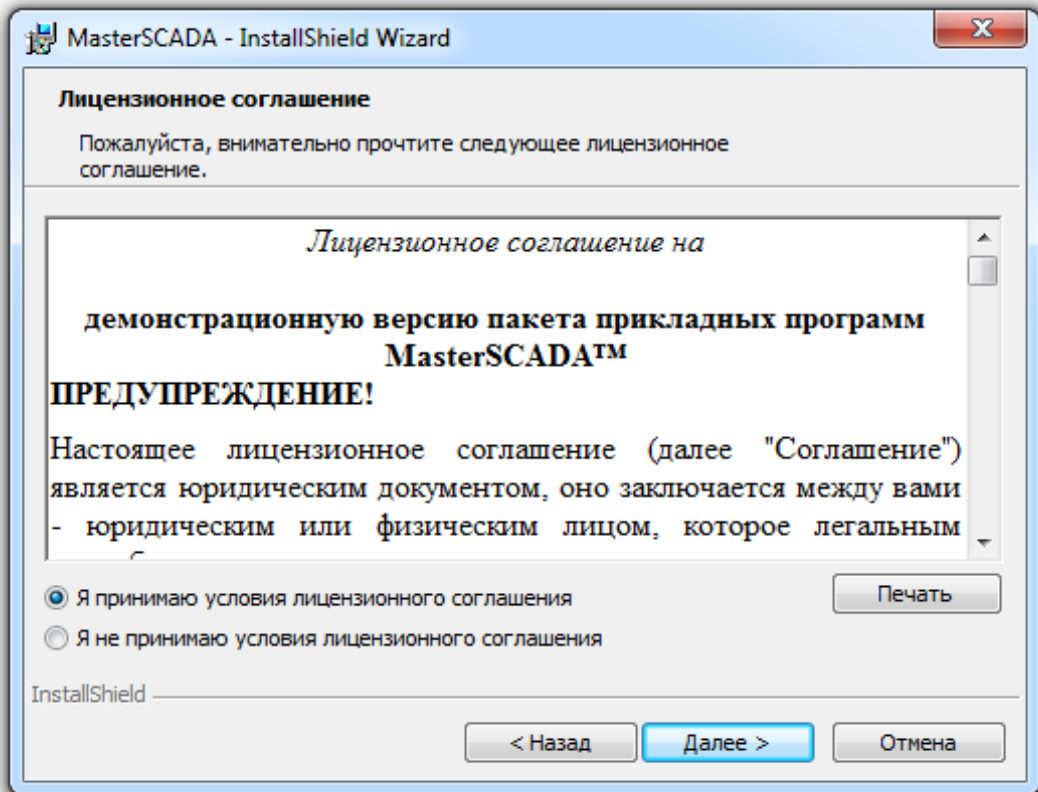 MasterSCADA - InstallShield Wizard
Лицензионное соглашение
Пожалуйста, внимательно прочтите следующее лицензионное
соглашение.
Лицензионное соглашение на
демонстрационную версию пакета прикладных программ
MasterSCADA™
ПРЕДУПРЕЖДЕНИЕ!
Настоящее лицензионное соглашение (далее "Соглашение")
является юридическим документом, оно заключается между вами
- юридическим или физическим лицом, которое легальным
Я принимаю условия лицензионного соглашения
Печать
Я не принимаю условия лицензионного соглашения
InstallShield
< Назад
Далее >
Отмена